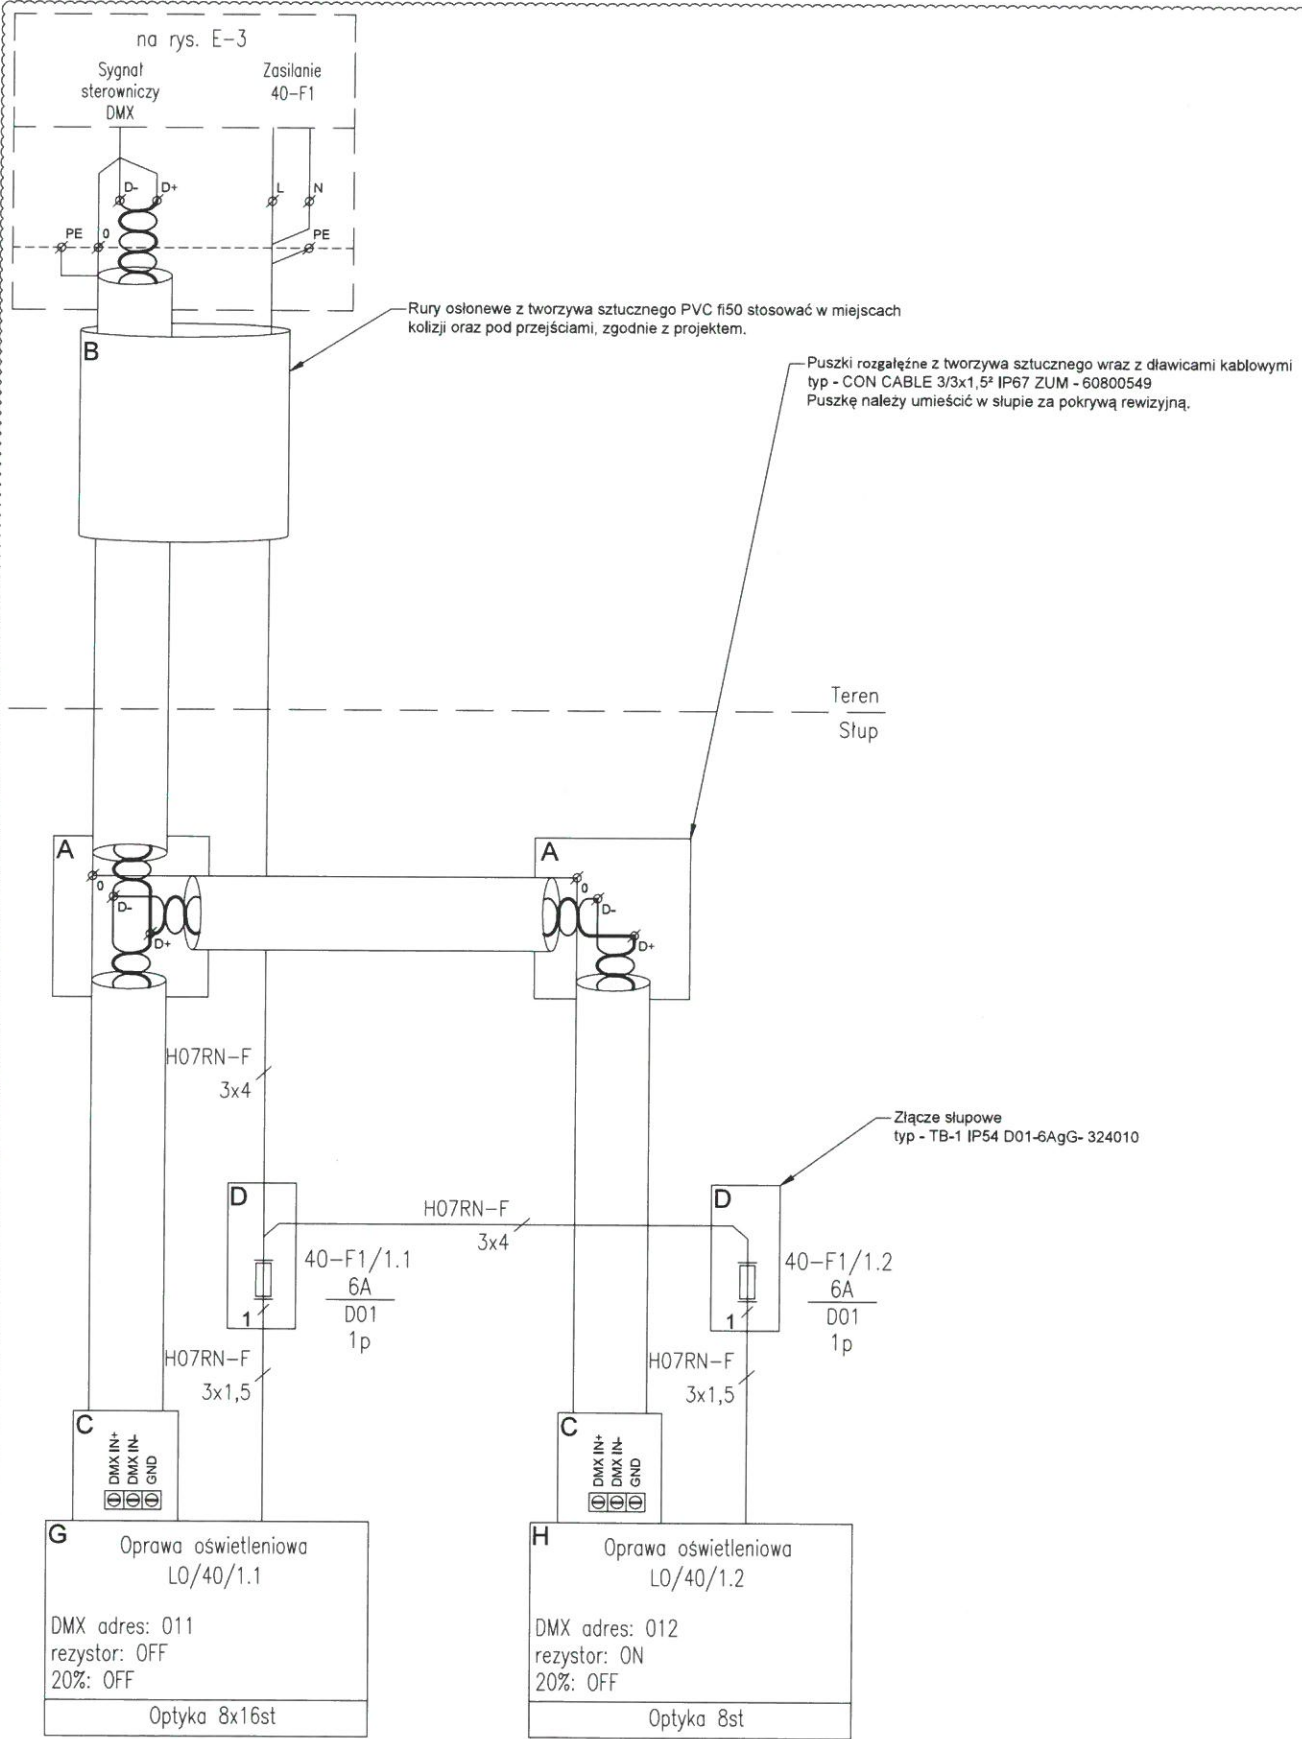 na rys. E-3
Sygnał
sterowniczy
DMX
Zasilanie
40-F1
D-
D+
L
N
PE
0
PE
B
Rury osłonewe z tworzywa sztucznego PVC fi50 stosować w miejscach
kolizji oraz pod przejściami, zgodnie z projektem.
Puszki rozgałęźne z tworzywa sztucznego wraz z dławicami kablowymi
typ - CON CABLE 3/3x1,5² IP67 ZUM - 60800549
Puszkę należy umieścić w słupie za pokrywą rewizyjną.
Teren
Słup
A
0
D-
D+
A
0
D-
D+
H07RN-F
3x4
Złącze słupowe
typ - TB-1 IP54 D01-6AgG- 324010
D
H07RN-F
3x4
D
40-F1/1.1
6A
D01
1p
1
40-F1/1.2
6A
D01
1p
1
H07RN-F
3x1,5
H07RN-F
3x1,5
C
DMX IN+
DMX IN-
GND
C
DMX IN+
DMX IN-
GND
G
Oprawa oświetleniowa
LO/40/1.1
DMX adres: 011
rezystor: OFF
20%: OFF
Optyka 8x16st
H
Oprawa oświetleniowa
LO/40/1.2
DMX adres: 012
rezystor: ON
20%: OFF
Optyka 8st